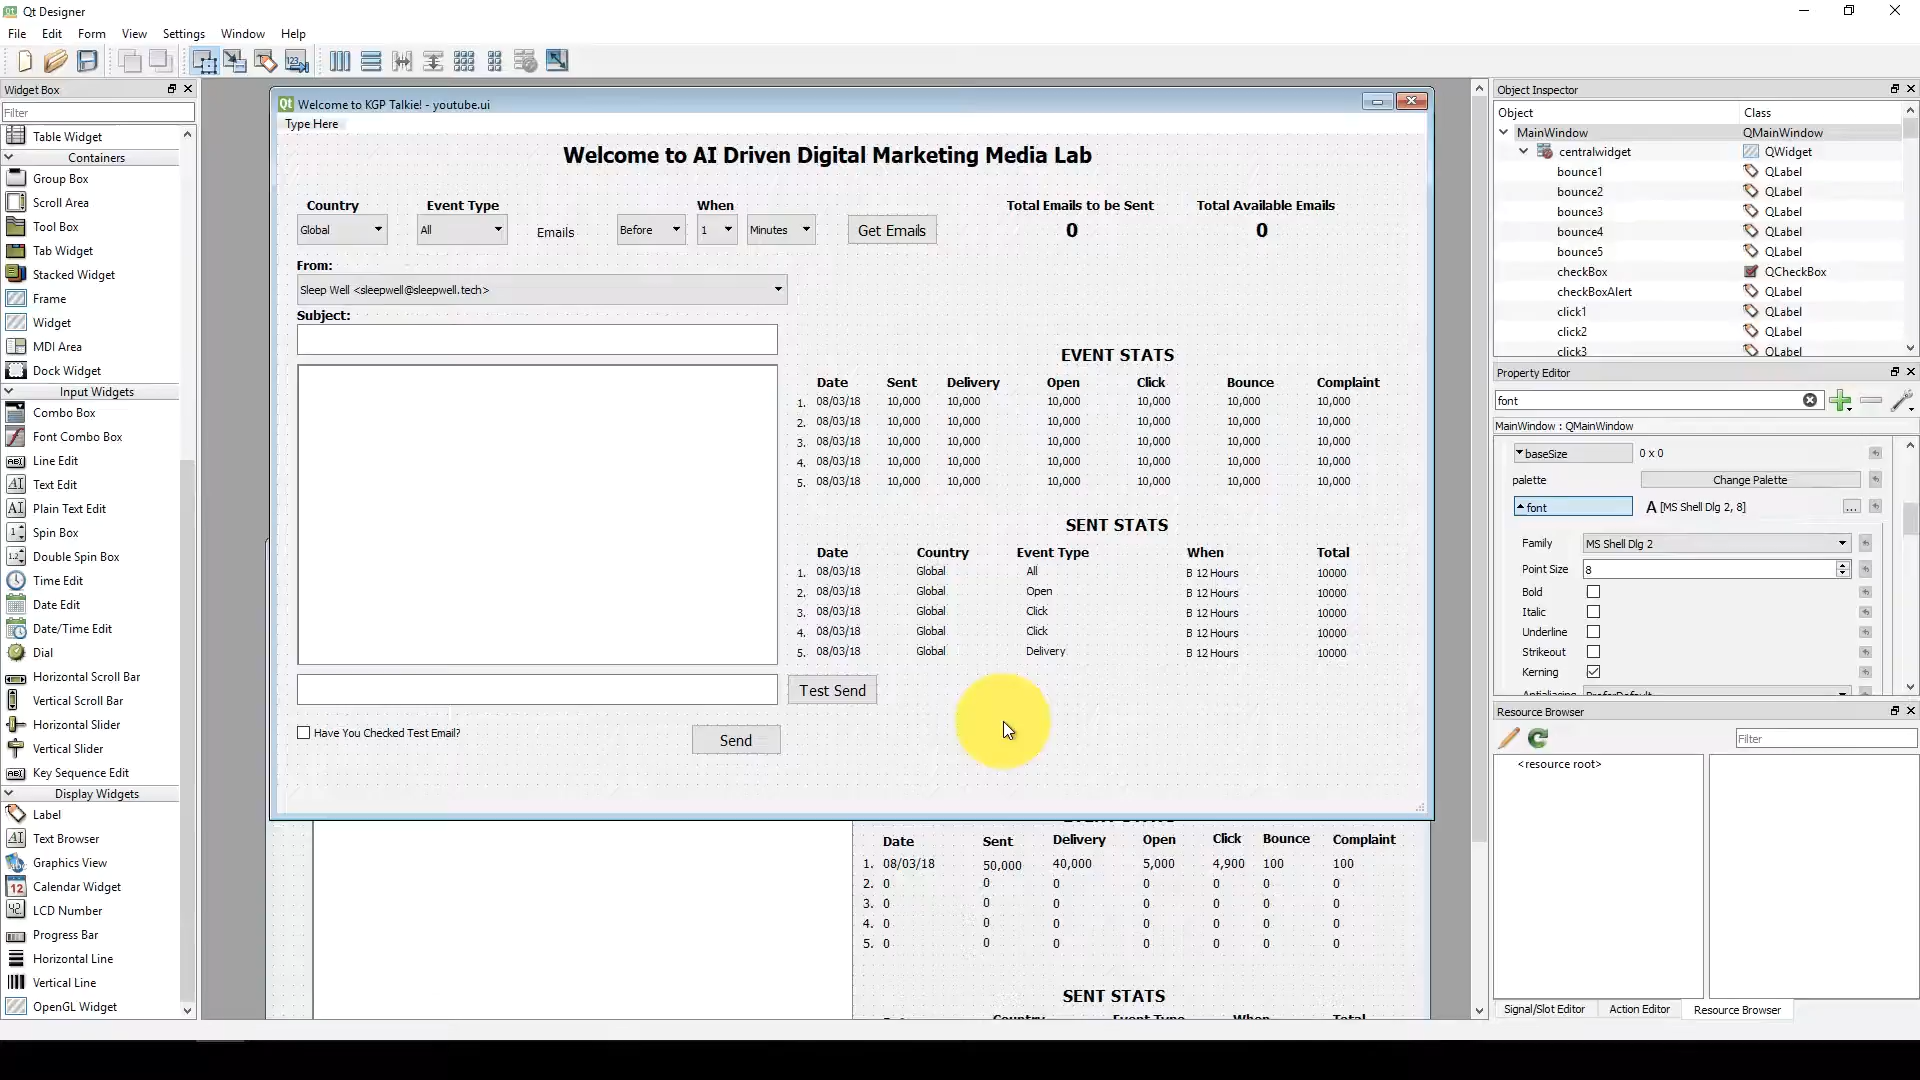 Qt Designer
File Edit Form View Settings Window Help
Widget Box
Filter
Table Widget
Containers
Group Box
Scroll Area
Tool Box
Tab Widget
Stacked Widget
Frame
Widget
MDI Area
Dock Widget
Input Widgets
Combo Box
Font Combo Box
Line Edit
Text Edit
Plain Text Edit
Spin Box
Double Spin Box
Time Edit
Date Edit
Date/Time Edit
Dial
Horizontal Scroll Bar
Vertical Scroll Bar
Horizontal Slider
Vertical Slider
Key Sequence Edit
Display Widgets
Label
Text Browser
Graphics View
Calendar Widget
LCD Number
Progress Bar
Horizontal Line
Vertical Line
OpenGL Widget
Qt Welcome to KGP Talkie! - youtube.ui
Type Here
Welcome to AI Driven Digital Marketing Media Lab
Country Event Type When Total Emails to be Sent Total Available Emails
Global All Emails Before 1 Minutes Get Emails 0 0
From:
Sleep Well <sleepwell@sleepwell.tech>
Subject:
EVENT STATS
Date Sent Delivery Open Click Bounce Complaint
1. 08/03/18 10,000 10,000 10,000 10,000 10,000 10,000
2. 08/03/18 10,000 10,000 10,000 10,000 10,000 10,000
3. 08/03/18 10,000 10,000 10,000 10,000 10,000 10,000
4. 08/03/18 10,000 10,000 10,000 10,000 10,000 10,000
5. 08/03/18 10,000 10,000 10,000 10,000 10,000 10,000
SENT STATS
Date Country Event Type When Total
1. 08/03/18 Global All B 12 Hours 10000
2. 08/03/18 Global Open B 12 Hours 10000
3. 08/03/18 Global Click B 12 Hours 10000
4. 08/03/18 Global Click B 12 Hours 10000
5. 08/03/18 Global Delivery B 12 Hours 10000
Test Send
Have You Checked Test Email? Send
Date Sent Delivery Open Click Bounce Complaint
1. 08/03/18 50,000 40,000 5,000 4,900 100 100
2. 0 0 0 0 0 0 0
3. 0 0 0 0 0 0 0
4. 0 0 0 0 0 0 0
5. 0 0 0 0 0 0 0
SENT STATS
Country Event Type When Total
Object Inspector
Object Class
MainWindow QMainWindow
centralwidget QWidget
bounce1 QLabel
bounce2 QLabel
bounce3 QLabel
bounce4 QLabel
bounce5 QLabel
checkBox QCheckBox
checkBoxAlert QLabel
click1 QLabel
click2 QLabel
click3 QLabel
Property Editor
font
MainWindow : QMainWindow
baseSize 0 x 0
palette Change Palette
font A [MS Shell Dlg 2, 8] ...
Family MS Shell Dlg 2
Point Size 8
Bold
Italic
Underline
Strikeout
Kerning
Antialiasing PreferDefault
Resource Browser
Filter
<resource root>
Signal/Slot Editor Action Editor Resource Browser